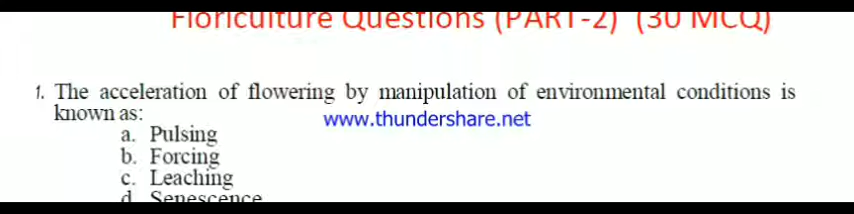 Floriculture Questions (PART-2) (30 MCQ)
1. The acceleration of flowering by manipulation of environmental conditions is
known as:
www.thundershare.net
a. Pulsing
b. Forcing
c. Leaching
d. Senescence